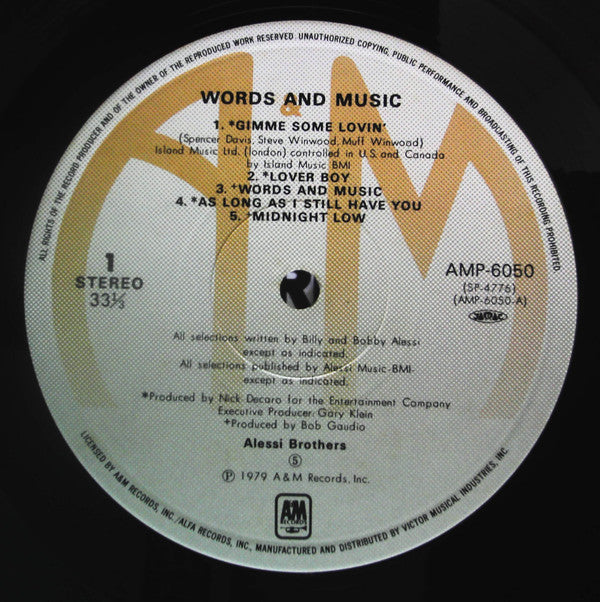 ALL RIGHTS OF THE RECORD PRODUCER AND OF THE OWNER OF THE REPRODUCED WORK RESERVED. UNAUTHORIZED COPYING, PUBLIC PERFORMANCE AND BROADCASTING OF THIS RECORDING PROHIBITED.
WORDS AND MUSIC
1. *GIMME SOME LOVIN'
(Spencer Davis, Steve Winwood, Muff Winwood)
Island Music Ltd. (london) controlled in U.S. and Canada
by Island Music BMI
2. *LOVER BOY
3. +WORDS AND MUSIC
4. *AS LONG AS I STILL HAVE YOU
5. +MIDNIGHT LOW
1
STEREO
33⅓
AMP-6050
(SP-4776)
(AMP-6050-A)
JASRAC
All selections written by Billy and Bobby Alessi
except as indicated.
All selections published by Alessi Music-BMI
except as indicated.
*Produced by Nick Decaro for the Entertainment Company
Executive Producer: Gary Klein
+Produced by Bob Gaudio
Alessi Brothers
Ⓢ
Ⓟ 1979 A&M Records, Inc.
A&M
RECORDS
LICENSED BY A&M RECORDS, INC./ALFA RECORDS, INC., MANUFACTURED AND DISTRIBUTED BY VICTOR MUSICAL INDUSTRIES, INC